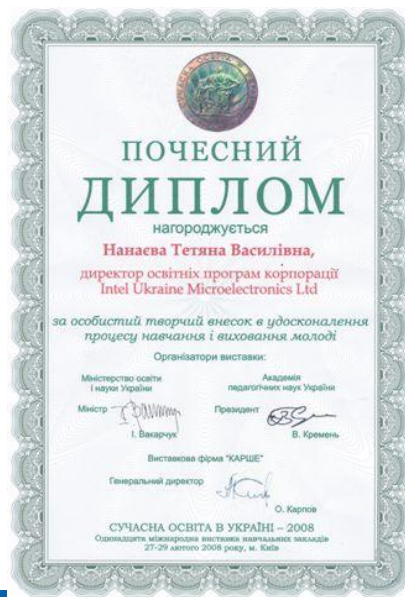 ПОЧЕСНИЙ
ДИПЛОМ
нагороджується
Нанаєва Тетяна Василівна,
директор освітніх програм корпорації
Intel Ukraine Microelectronics Ltd
за особистий творчий внесок в удосконалення
процесу навчання і виховання молоді
Організатори виставки:
Міністерство освіти
і науки України
Міністр
І. Вакарчук
Академія
педагогічних наук України
Президент
В. Кремень
Виставкова фірма "КАРШЕ"
Генеральний директор
О. Карпов
СУЧАСНА ОСВІТА В УКРАЇНІ – 2008
Одинадцята міжнародна виставка навчальних закладів
27-29 лютого 2008 року, м. Київ